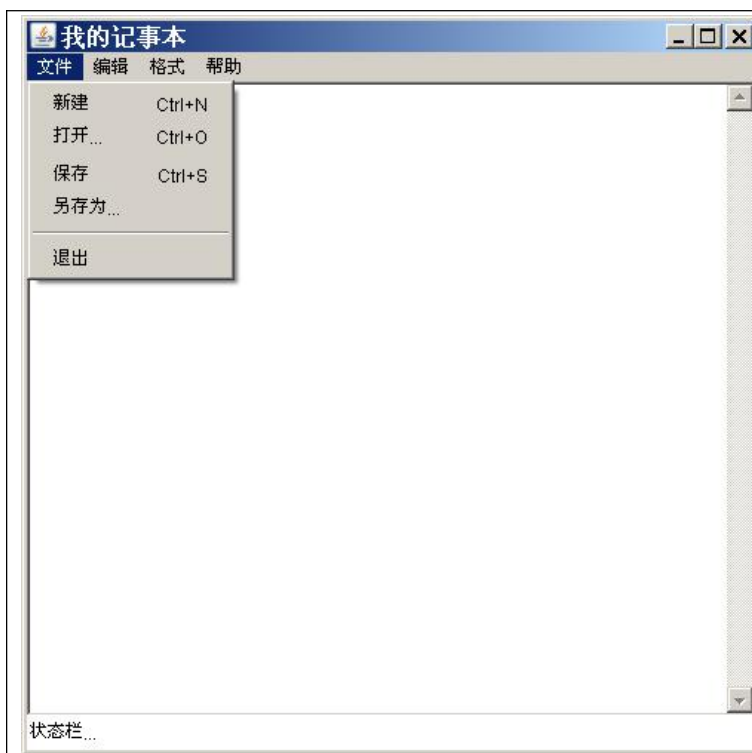 我的记事本
文件 编辑 格式 帮助
新建 Ctrl+N
打开... Ctrl+O
保存 Ctrl+S
另存为...
退出
状态栏...